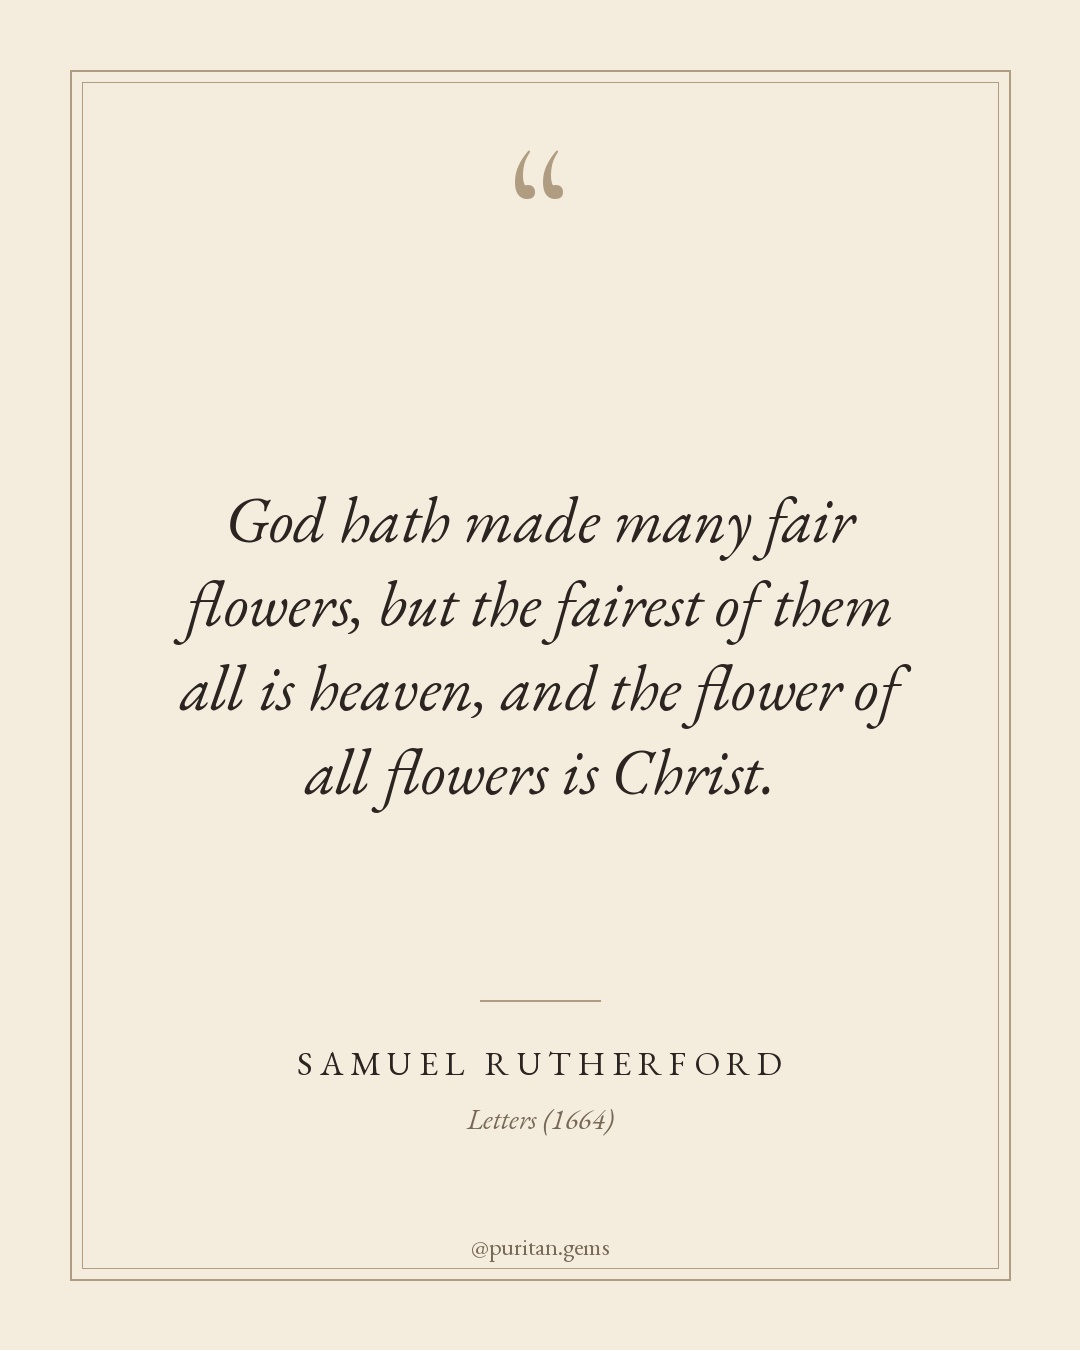 “
God hath made many fair
flowers, but the fairest of them
all is heaven, and the flower of
all flowers is Christ.
SAMUEL RUTHERFORD
Letters (1664)
@puritan.gems